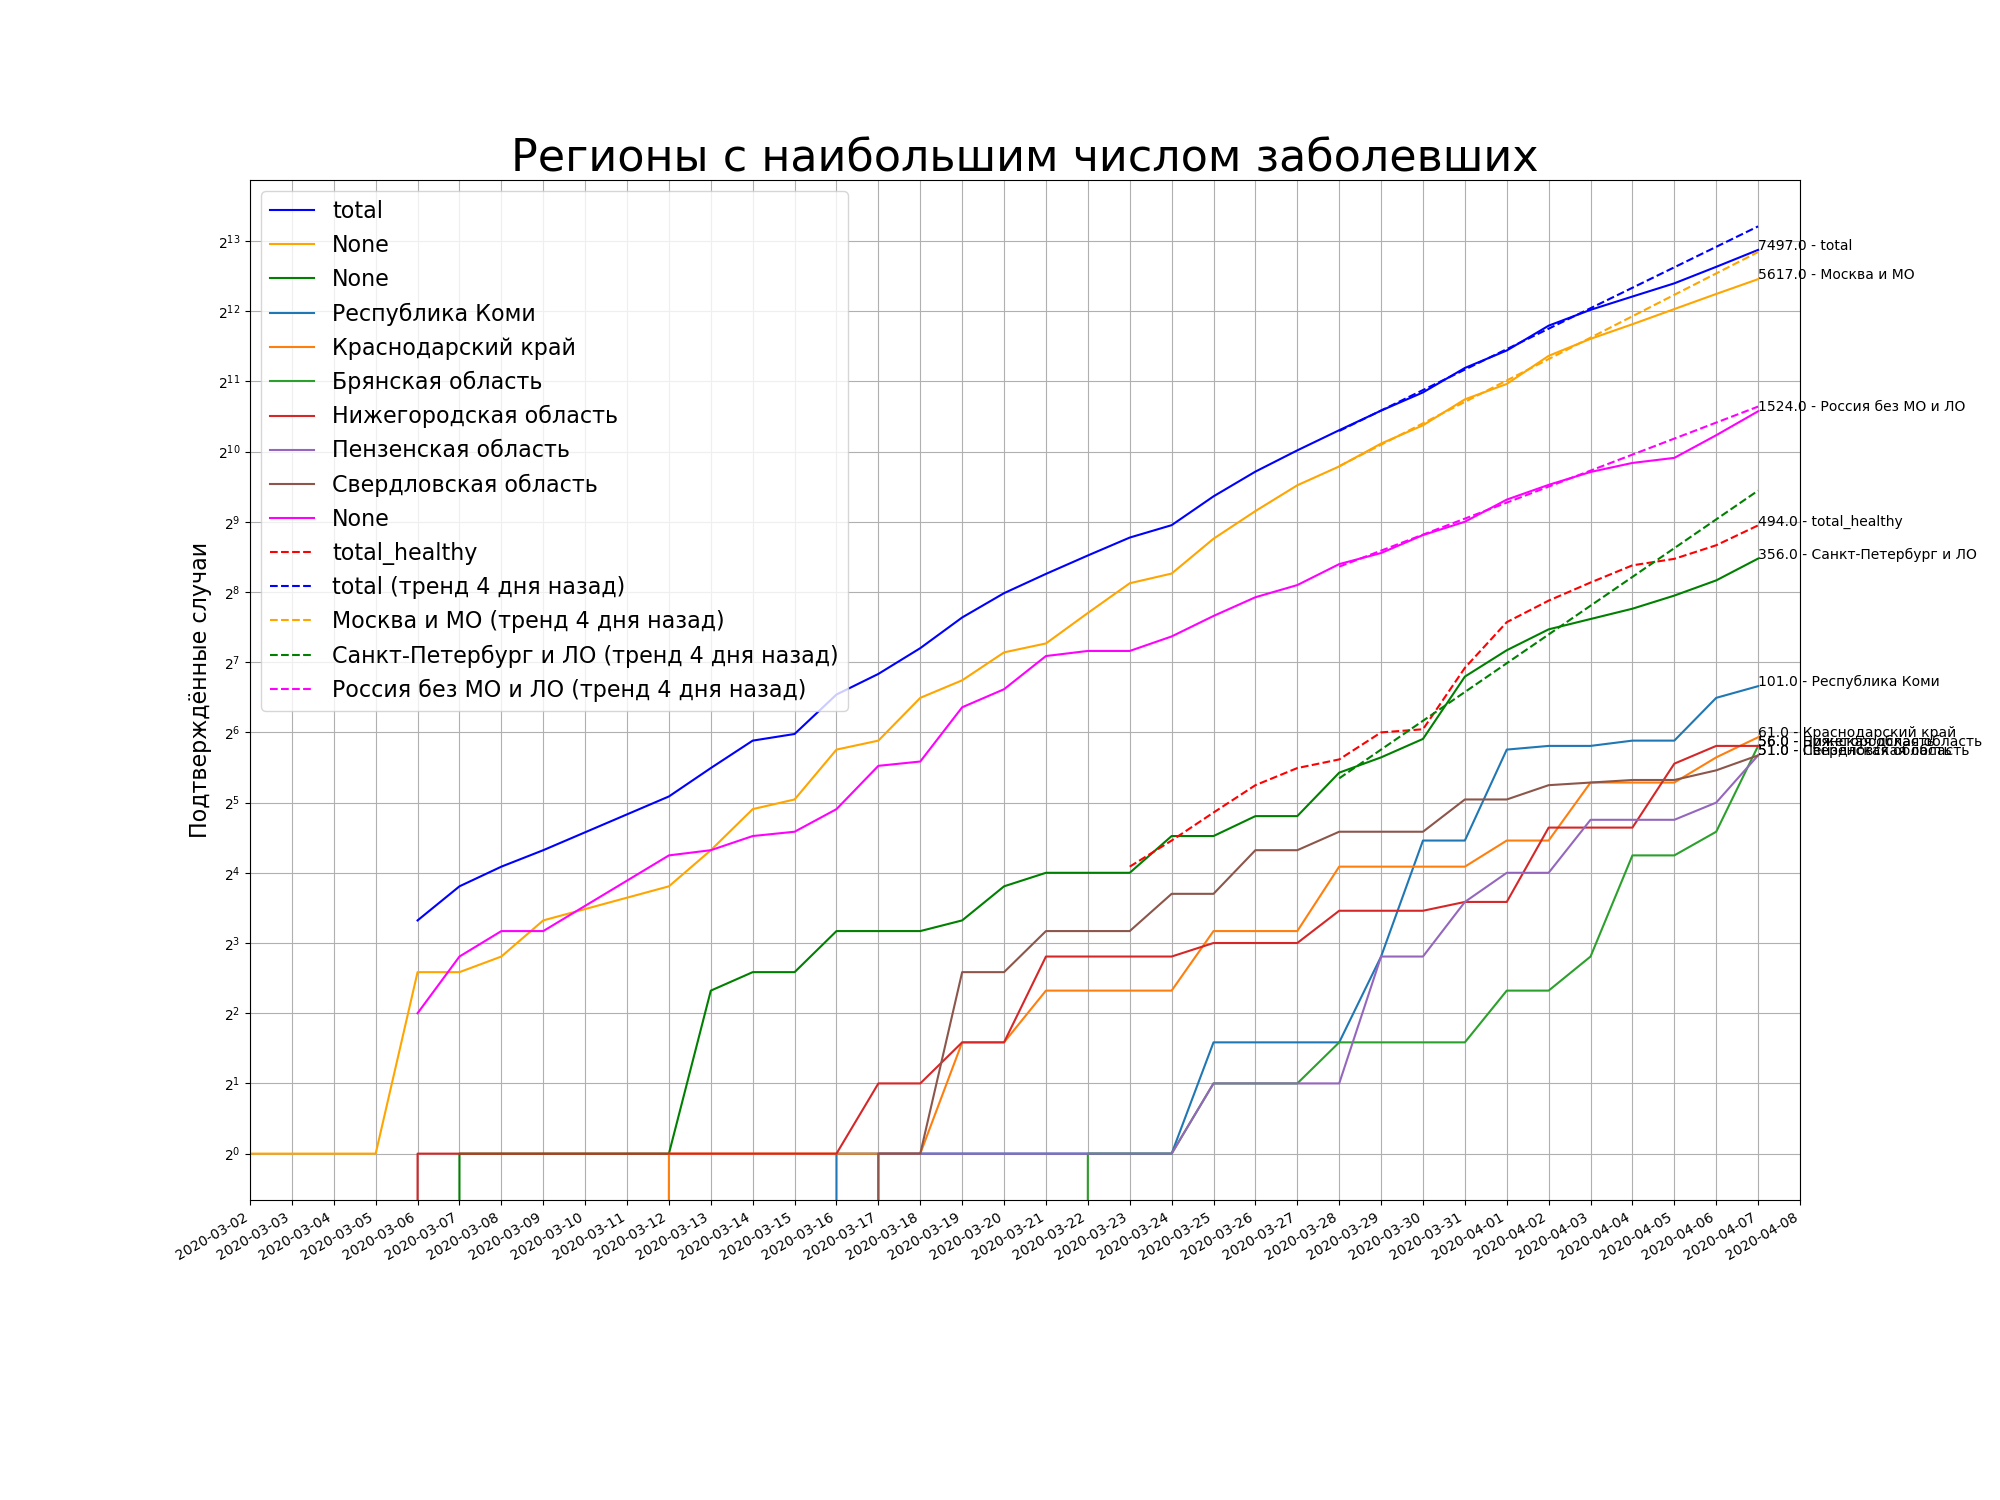 Регионы с наибольшим числом заболевших
total
None
None
Республика Коми
Краснодарский край
Брянская область
Нижегородская область
Пензенская область
Свердловская область
None
total_healthy
total (тренд 4 дня назад)
Москва и МО (тренд 4 дня назад)
Санкт-Петербург и ЛО (тренд 4 дня назад)
Россия без МО и ЛО (тренд 4 дня назад)
Подтверждённые случаи
2^13
2^12
2^11
2^10
2^9
2^8
2^7
2^6
2^5
2^4
2^3
2^2
2^1
2^0
7497.0 - total
5617.0 - Москва и МО
1524.0 - Россия без МО и ЛО
494.0 - total_healthy
356.0 - Санкт-Петербург и ЛО
101.0 - Республика Коми
61.0 - Краснодарский край
56.0 -
51.0 -
2020-03-02
2020-03-03
2020-03-04
2020-03-05
2020-03-06
2020-03-07
2020-03-08
2020-03-09
2020-03-10
2020-03-11
2020-03-12
2020-03-13
2020-03-14
2020-03-15
2020-03-16
2020-03-17
2020-03-18
2020-03-19
2020-03-20
2020-03-21
2020-03-22
2020-03-23
2020-03-24
2020-03-25
2020-03-26
2020-03-27
2020-03-28
2020-03-29
2020-03-30
2020-03-31
2020-04-01
2020-04-02
2020-04-03
2020-04-04
2020-04-05
2020-04-06
2020-04-07
2020-04-08